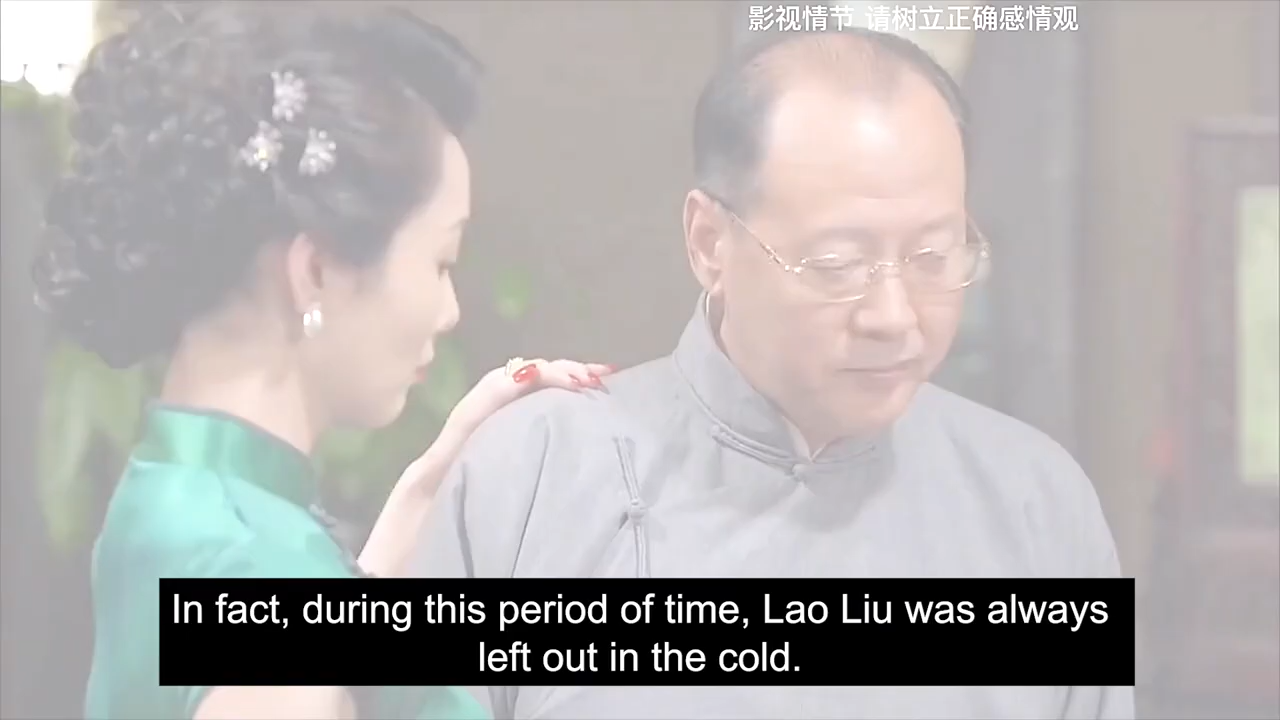 影视情节 请树立正确感情观
In fact, during this period of time, Lao Liu was always
left out in the cold.